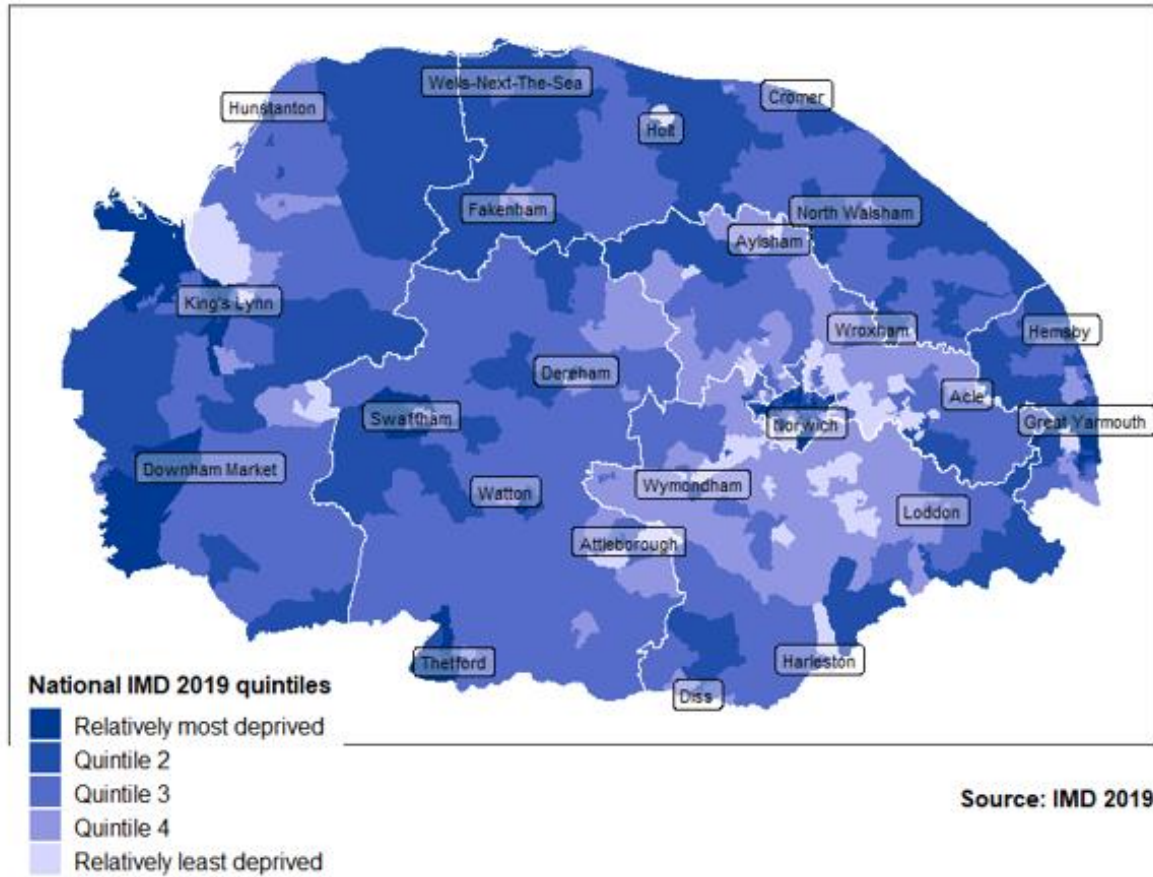 Wells-Next-The-Sea
Cromer
Hunstanton
Holt
Fakenham
North Walsham
Aylsham
King's Lynn
Wroxham
Hemsby
Dereham
Acle
Swaffham
Norwich
Great Yarmouth
Downham Market
Watton
Wymondham
Loddon
Attleborough
Thetford
Harleston
Diss
National IMD 2019 quintiles
Relatively most deprived
Quintile 2
Quintile 3
Quintile 4
Relatively least deprived
Source: IMD 2019